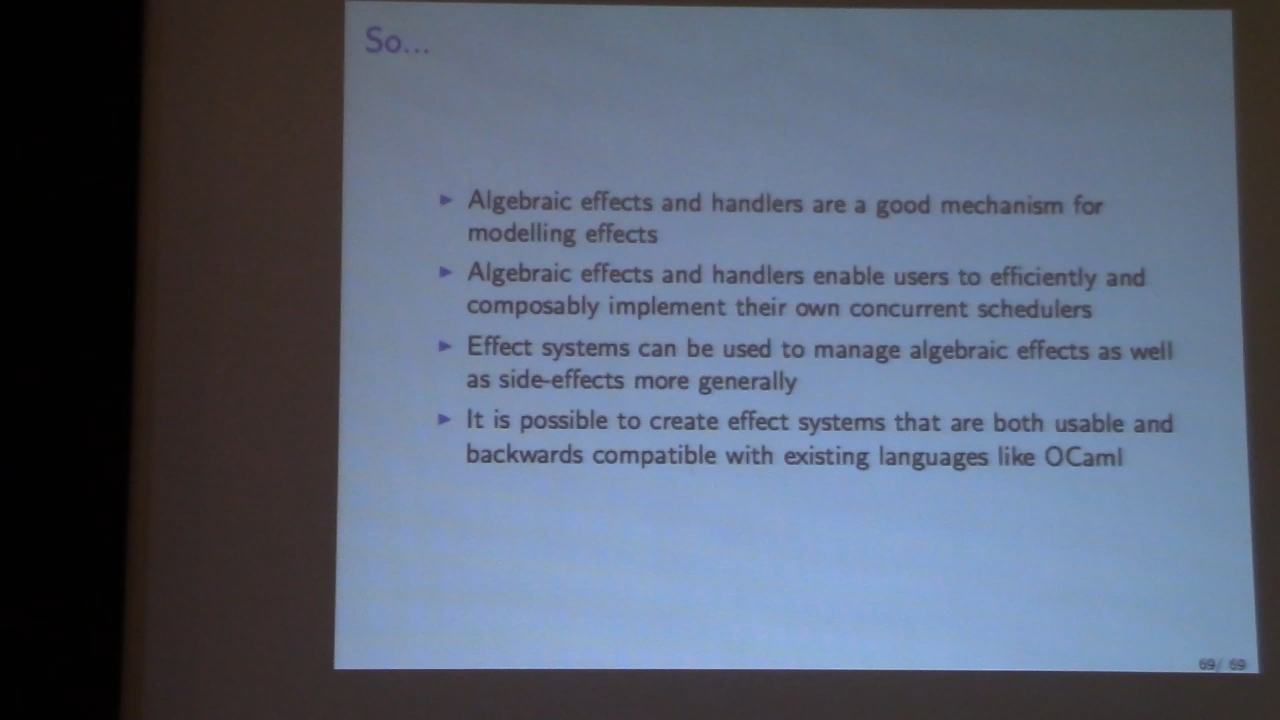 So...
► Algebraic effects and handlers are a good mechanism for
modelling effects
► Algebraic effects and handlers enable users to efficiently and
composably implement their own concurrent schedulers
► Effect systems can be used to manage algebraic effects as well
as side-effects more generally
► It is possible to create effect systems that are both usable and
backwards compatible with existing languages like OCaml
69/ 69